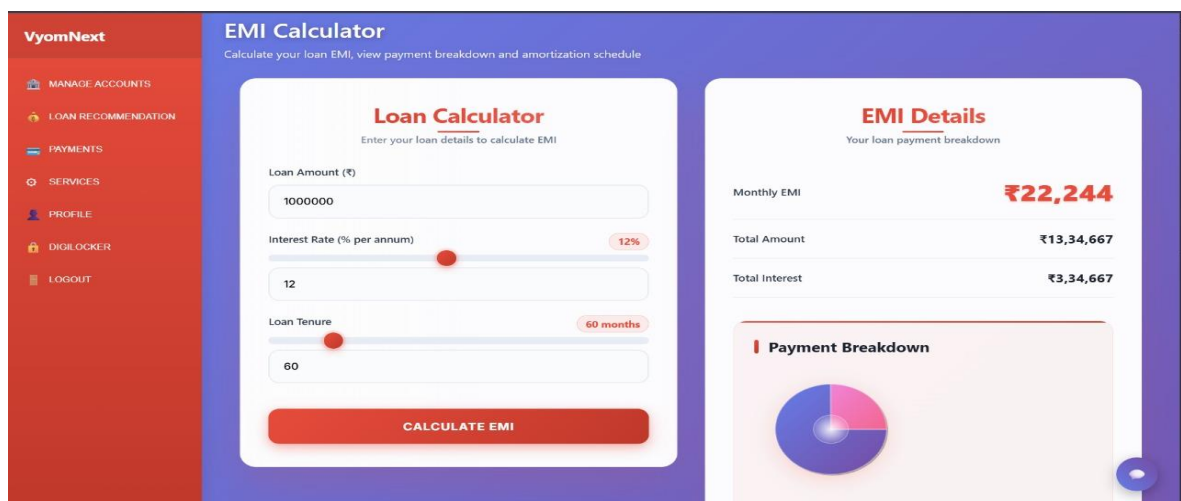 VyomNext
MANAGE ACCOUNTS
LOAN RECOMMENDATION
PAYMENTS
SERVICES
PROFILE
DIGILOCKER
LOGOUT
EMI Calculator
Calculate your loan EMI, view payment breakdown and amortization schedule
Loan Calculator
Enter your loan details to calculate EMI
Loan Amount (₹)
1000000
Interest Rate (% per annum) 12%
12
Loan Tenure 60 months
60
CALCULATE EMI
EMI Details
Your loan payment breakdown
Monthly EMI ₹22,244
Total Amount ₹13,34,667
Total Interest ₹3,34,667
Payment Breakdown